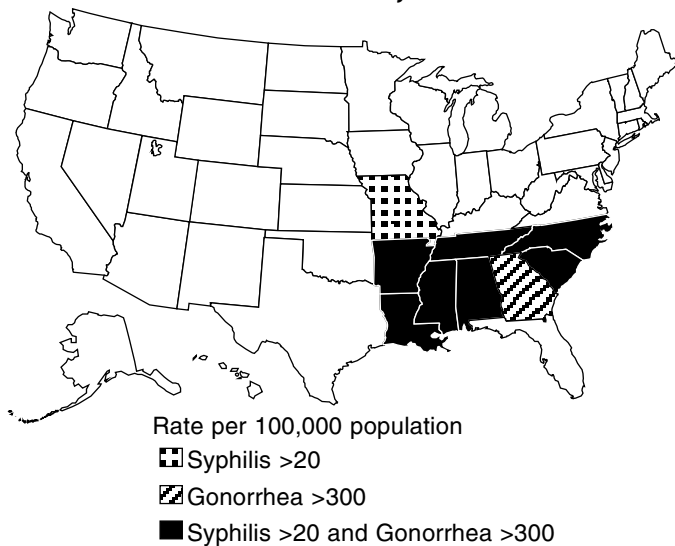 Rate per 100,000 population
Syphilis >20
Gonorrhea >300
Syphilis >20 and Gonorrhea >300